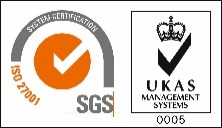 SYSTEM CERTIFICATION
ISO 27001
SGS
UKAS
MANAGEMENT
SYSTEMS
0005